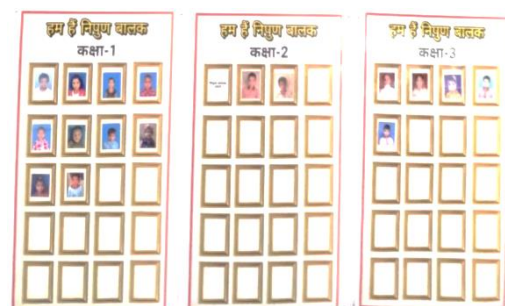 हम हैं निपुण बालक
कक्षा-1
हम हैं निपुण बालक
कक्षा-2
हम हैं निपुण बालक
कक्षा-3